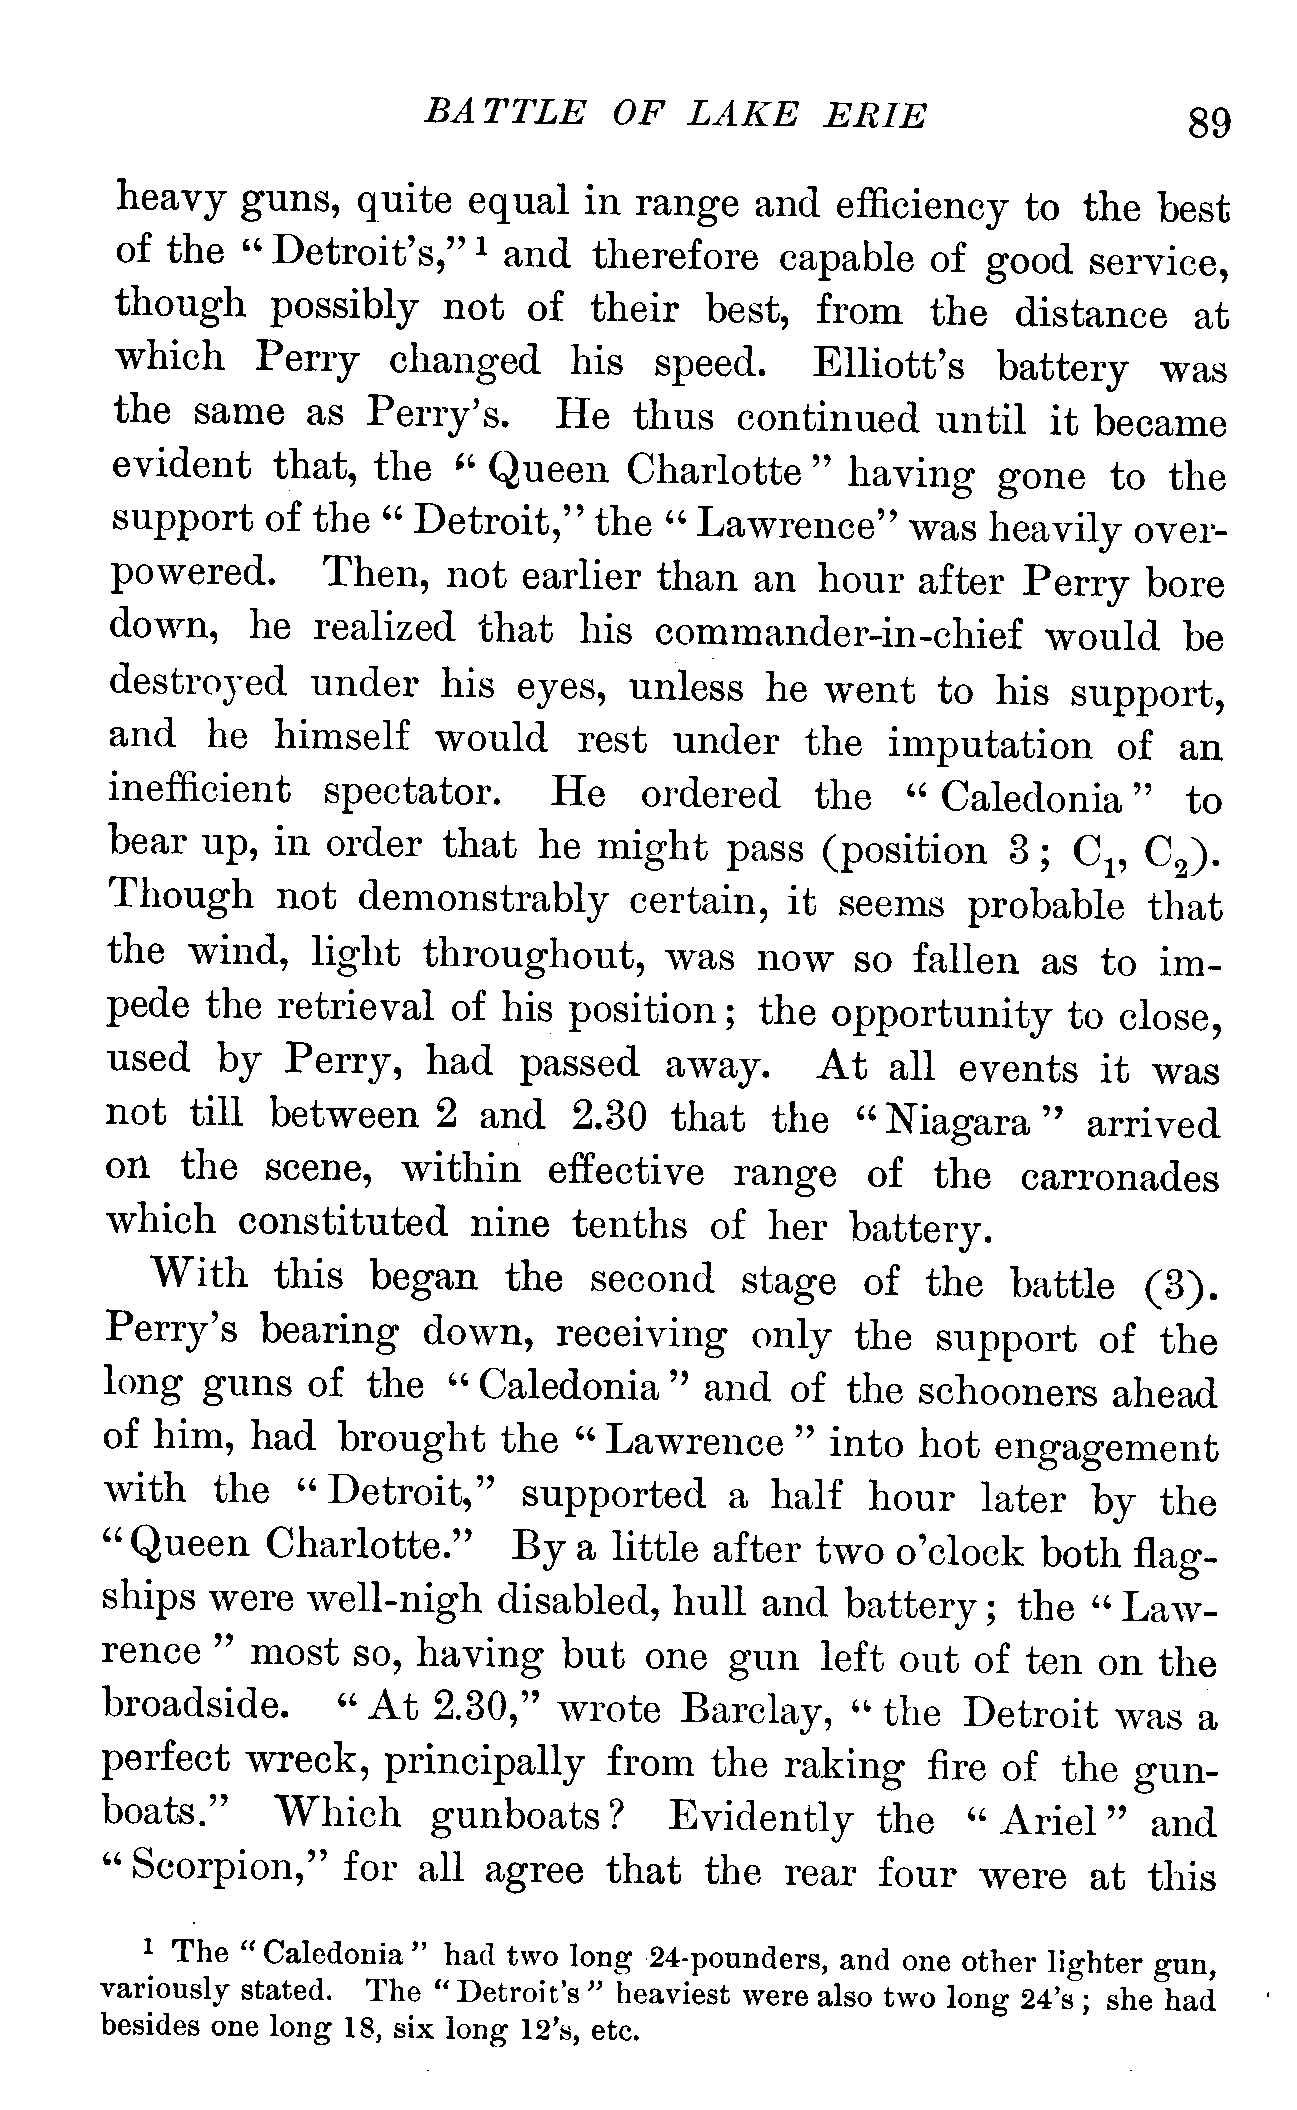 BATTLE OF LAKE ERIE 89
heavy guns, quite equal in range and efficiency to the best
of the “Detroit’s,”¹ and therefore capable of good service,
though possibly not of their best, from the distance at
which Perry changed his speed. Elliott’s battery was
the same as Perry’s. He thus continued until it became
evident that, the “Queen Charlotte” having gone to the
support of the “Detroit,” the “Lawrence” was heavily over-
powered. Then, not earlier than an hour after Perry bore
down, he realized that his commander-in-chief would be
destroyed under his eyes, unless he went to his support,
and he himself would rest under the imputation of an
inefficient spectator. He ordered the “Caledonia” to
bear up, in order that he might pass (position 3; C₁, C₂).
Though not demonstrably certain, it seems probable that
the wind, light throughout, was now so fallen as to im-
pede the retrieval of his position; the opportunity to close,
used by Perry, had passed away. At all events it was
not till between 2 and 2.30 that the “Niagara” arrived
on the scene, within effective range of the carronades
which constituted nine tenths of her battery.
With this began the second stage of the battle (3).
Perry’s bearing down, receiving only the support of the
long guns of the “Caledonia” and of the schooners ahead
of him, had brought the “Lawrence” into hot engagement
with the “Detroit,” supported a half hour later by the
“Queen Charlotte.” By a little after two o’clock both flag-
ships were well-nigh disabled, hull and battery; the “Law-
rence” most so, having but one gun left out of ten on the
broadside. “At 2.30,” wrote Barclay, “the Detroit was a
perfect wreck, principally from the raking fire of the gun-
boats.” Which gunboats? Evidently the “Ariel” and
“Scorpion,” for all agree that the rear four were at this
¹ The “Caledonia” had two long 24-pounders, and one other lighter gun,
variously stated. The “Detroit’s” heaviest were also two long 24’s; she had
besides one long 18, six long 12’s, etc.